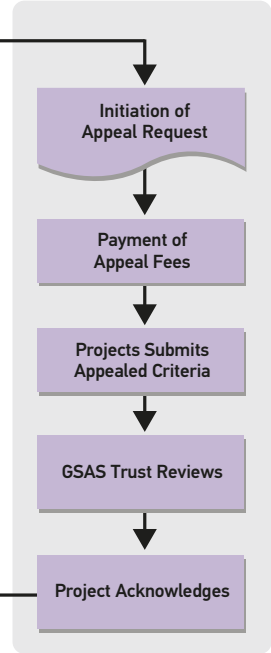 Initiation of
Appeal Request
Payment of
Appeal Fees
Projects Submits
Appealed Criteria
GSAS Trust Reviews
Project Acknowledges